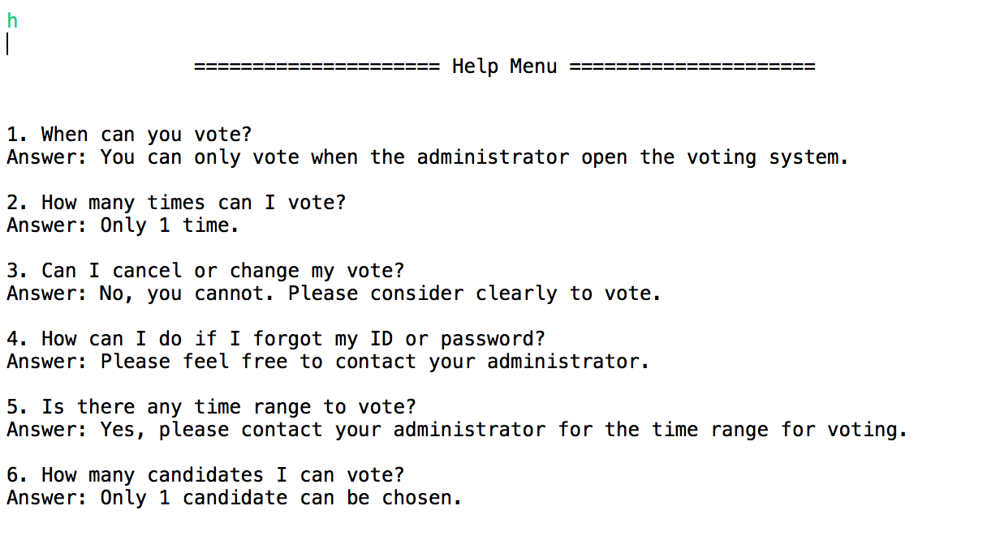 h
===================== Help Menu =====================
1. When can you vote?
Answer: You can only vote when the administrator open the voting system.
2. How many times can I vote?
Answer: Only 1 time.
3. Can I cancel or change my vote?
Answer: No, you cannot. Please consider clearly to vote.
4. How can I do if I forgot my ID or password?
Answer: Please feel free to contact your administrator.
5. Is there any time range to vote?
Answer: Yes, please contact your administrator for the time range for voting.
6. How many candidates I can vote?
Answer: Only 1 candidate can be chosen.